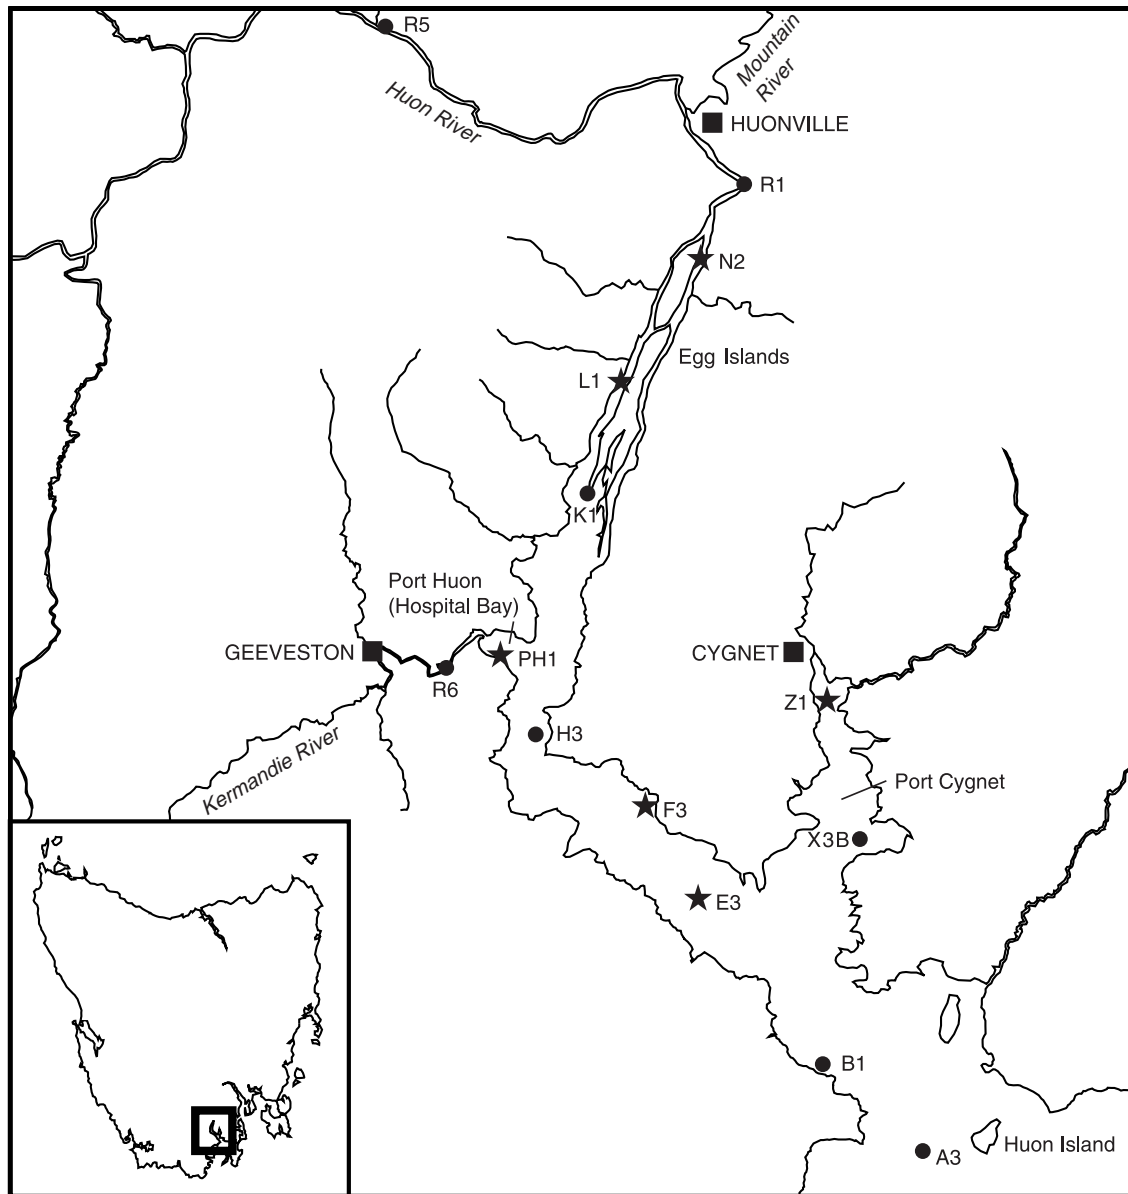 R5
Mountain
River
Huon River
HUONVILLE
R1
N2
Egg Islands
L1
K1
Port Huon
(Hospital Bay)
GEEVESTON
PH1
CYGNET
R6
Z1
H3
Kermandie River
Port Cygnet
F3
X3B
E3
B1
Huon Island
A3